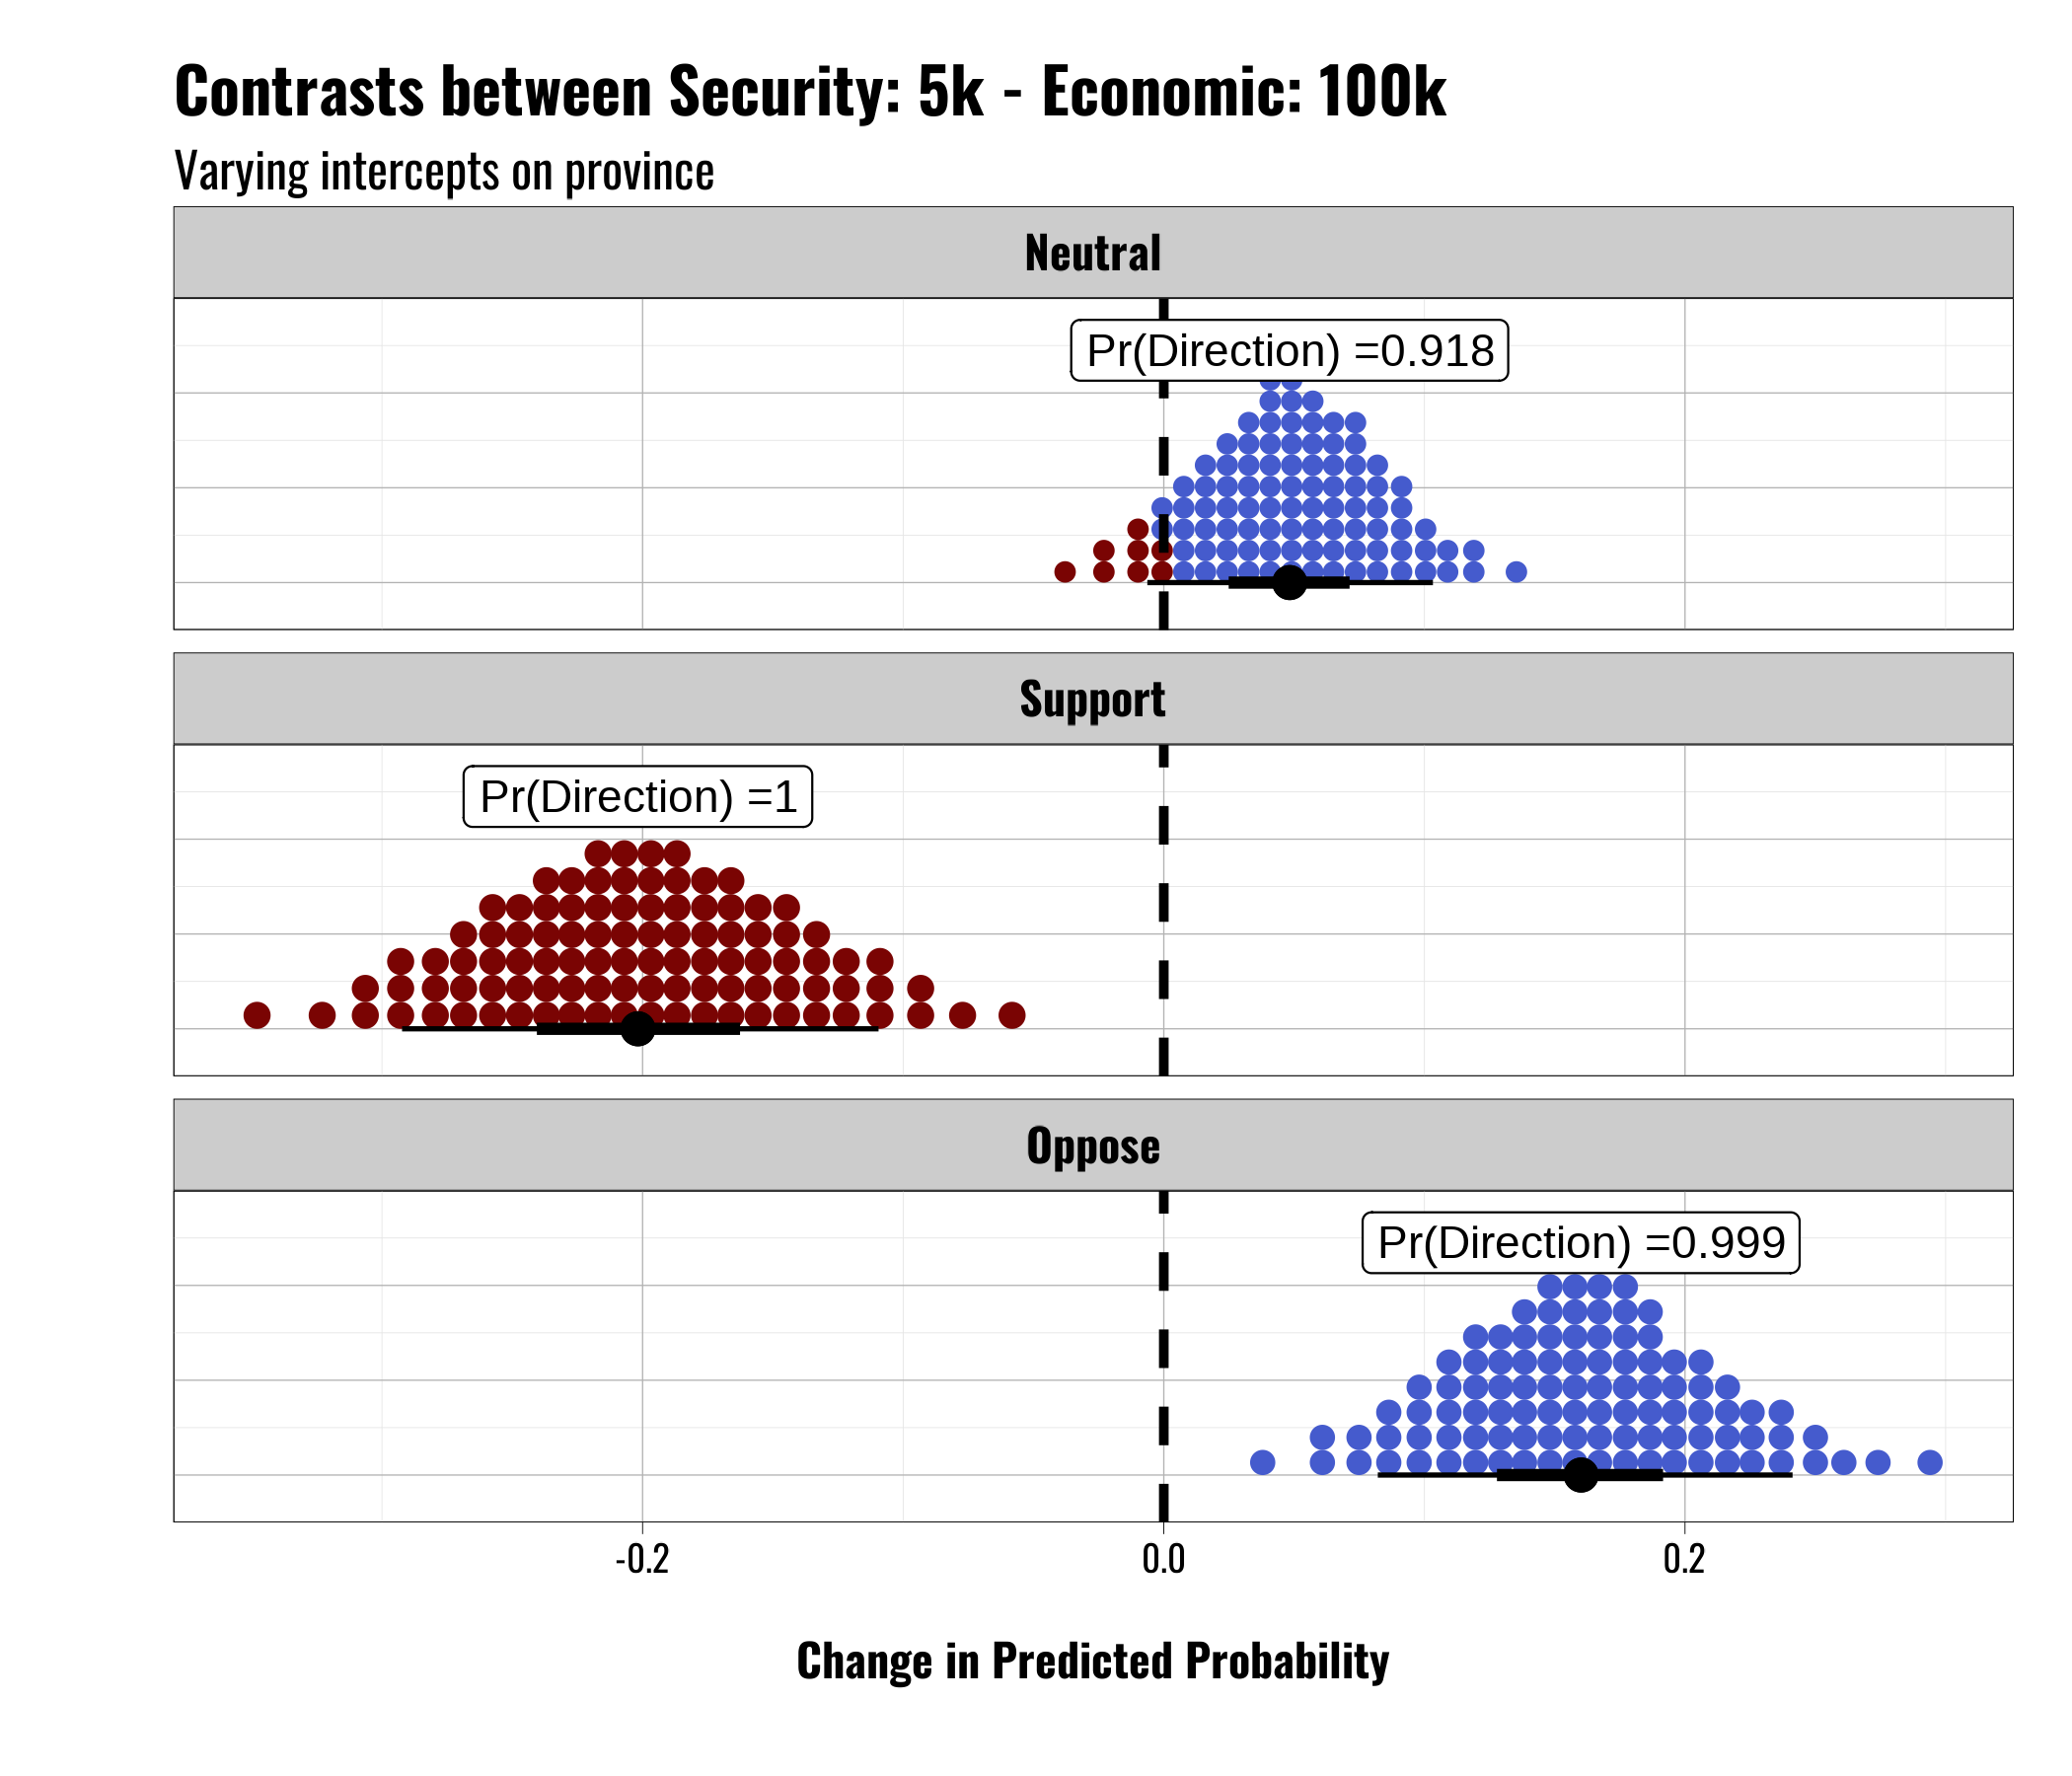 Contrasts between Security: 5k - Economic: 100k
Varying intercepts on province
Neutral
Pr(Direction) =0.918
Support
Pr(Direction) =1
Oppose
Pr(Direction) =0.999
-0.2 0.0 0.2
Change in Predicted Probability